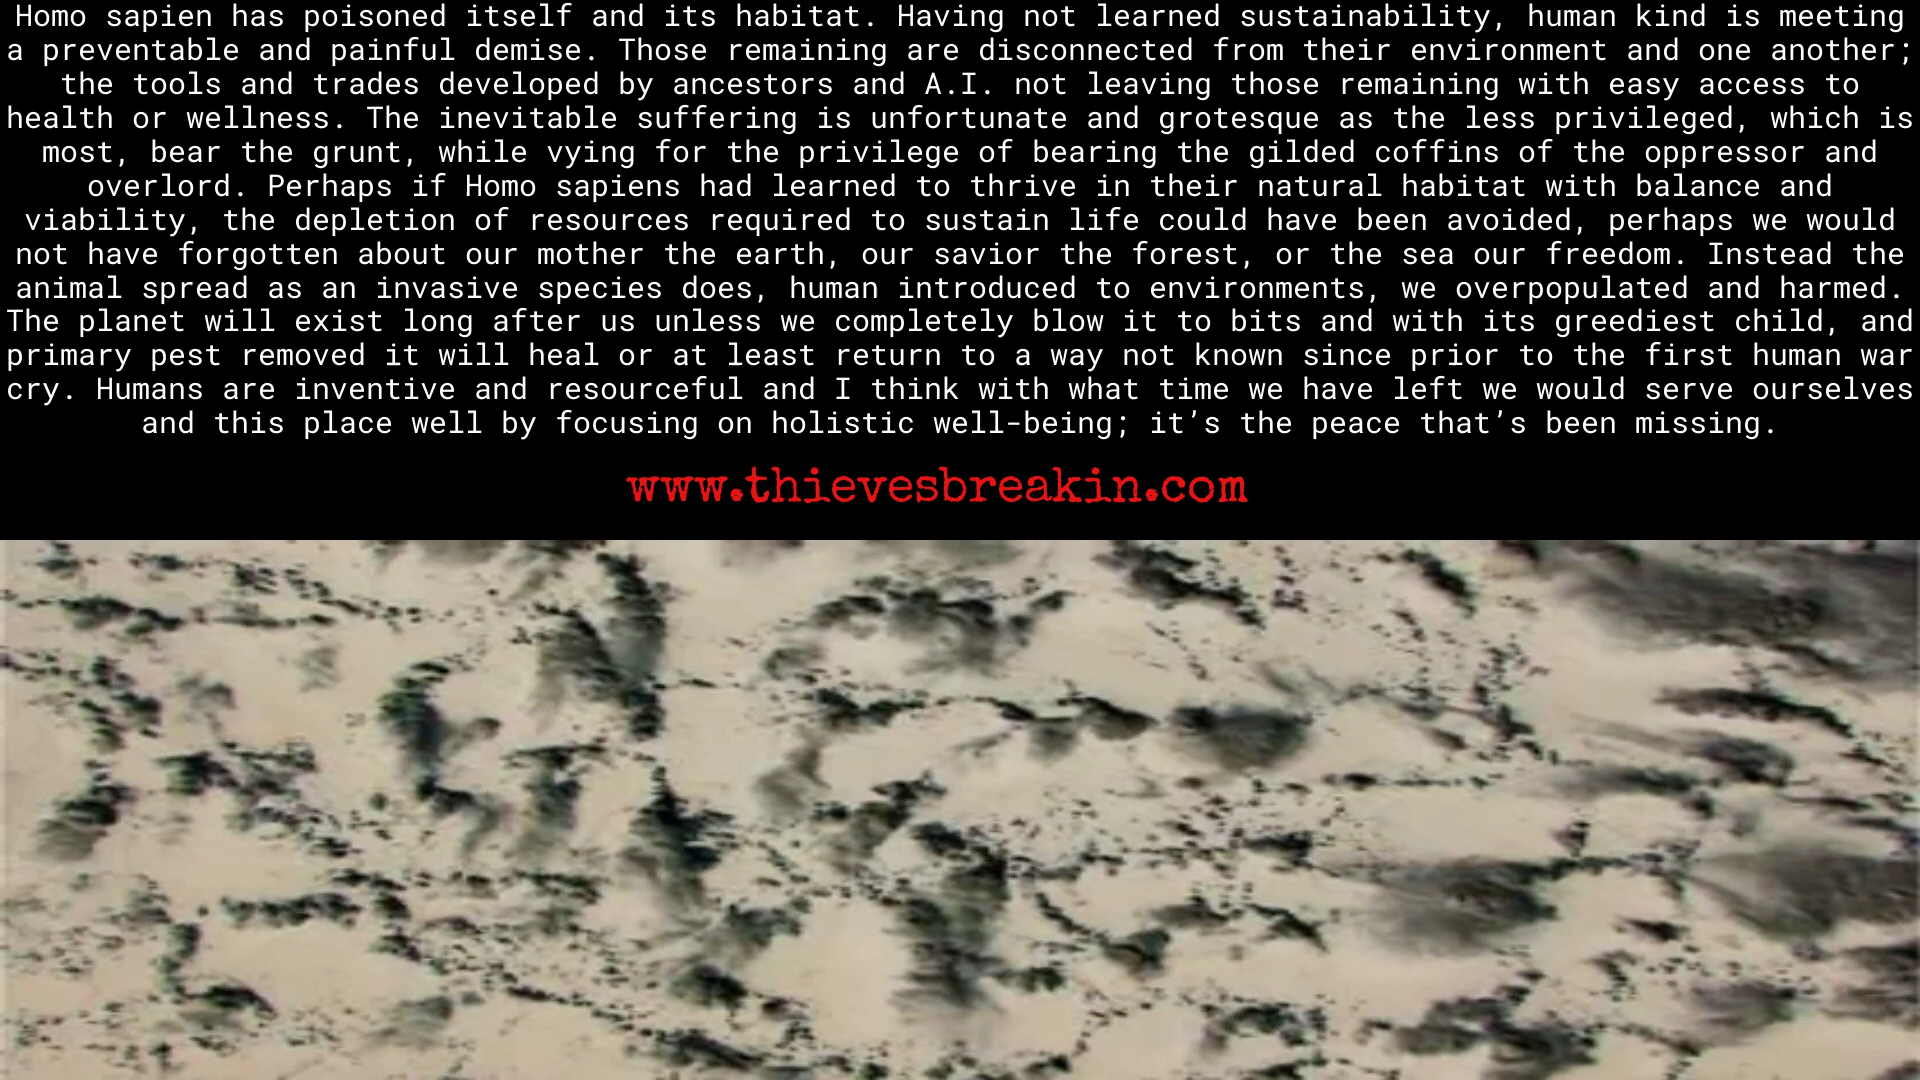 Homo sapien has poisoned itself and its habitat. Having not learned sustainability, human kind is meeting
a preventable and painful demise. Those remaining are disconnected from their environment and one another;
the tools and trades developed by ancestors and A.I. not leaving those remaining with easy access to
health or wellness. The inevitable suffering is unfortunate and grotesque as the less privileged, which is
most, bear the grunt, while vying for the privilege of bearing the gilded coffins of the oppressor and
overlord. Perhaps if Homo sapiens had learned to thrive in their natural habitat with balance and
viability, the depletion of resources required to sustain life could have been avoided, perhaps we would
not have forgotten about our mother the earth, our savior the forest, or the sea our freedom. Instead the
animal spread as an invasive species does, human introduced to environments, we overpopulated and harmed.
The planet will exist long after us unless we completely blow it to bits and with its greediest child, and
primary pest removed it will heal or at least return to a way not known since prior to the first human war
cry. Humans are inventive and resourceful and I think with what time we have left we would serve ourselves
and this place well by focusing on holistic well-being; it’s the peace that’s been missing.
www.thievesbreakin.com